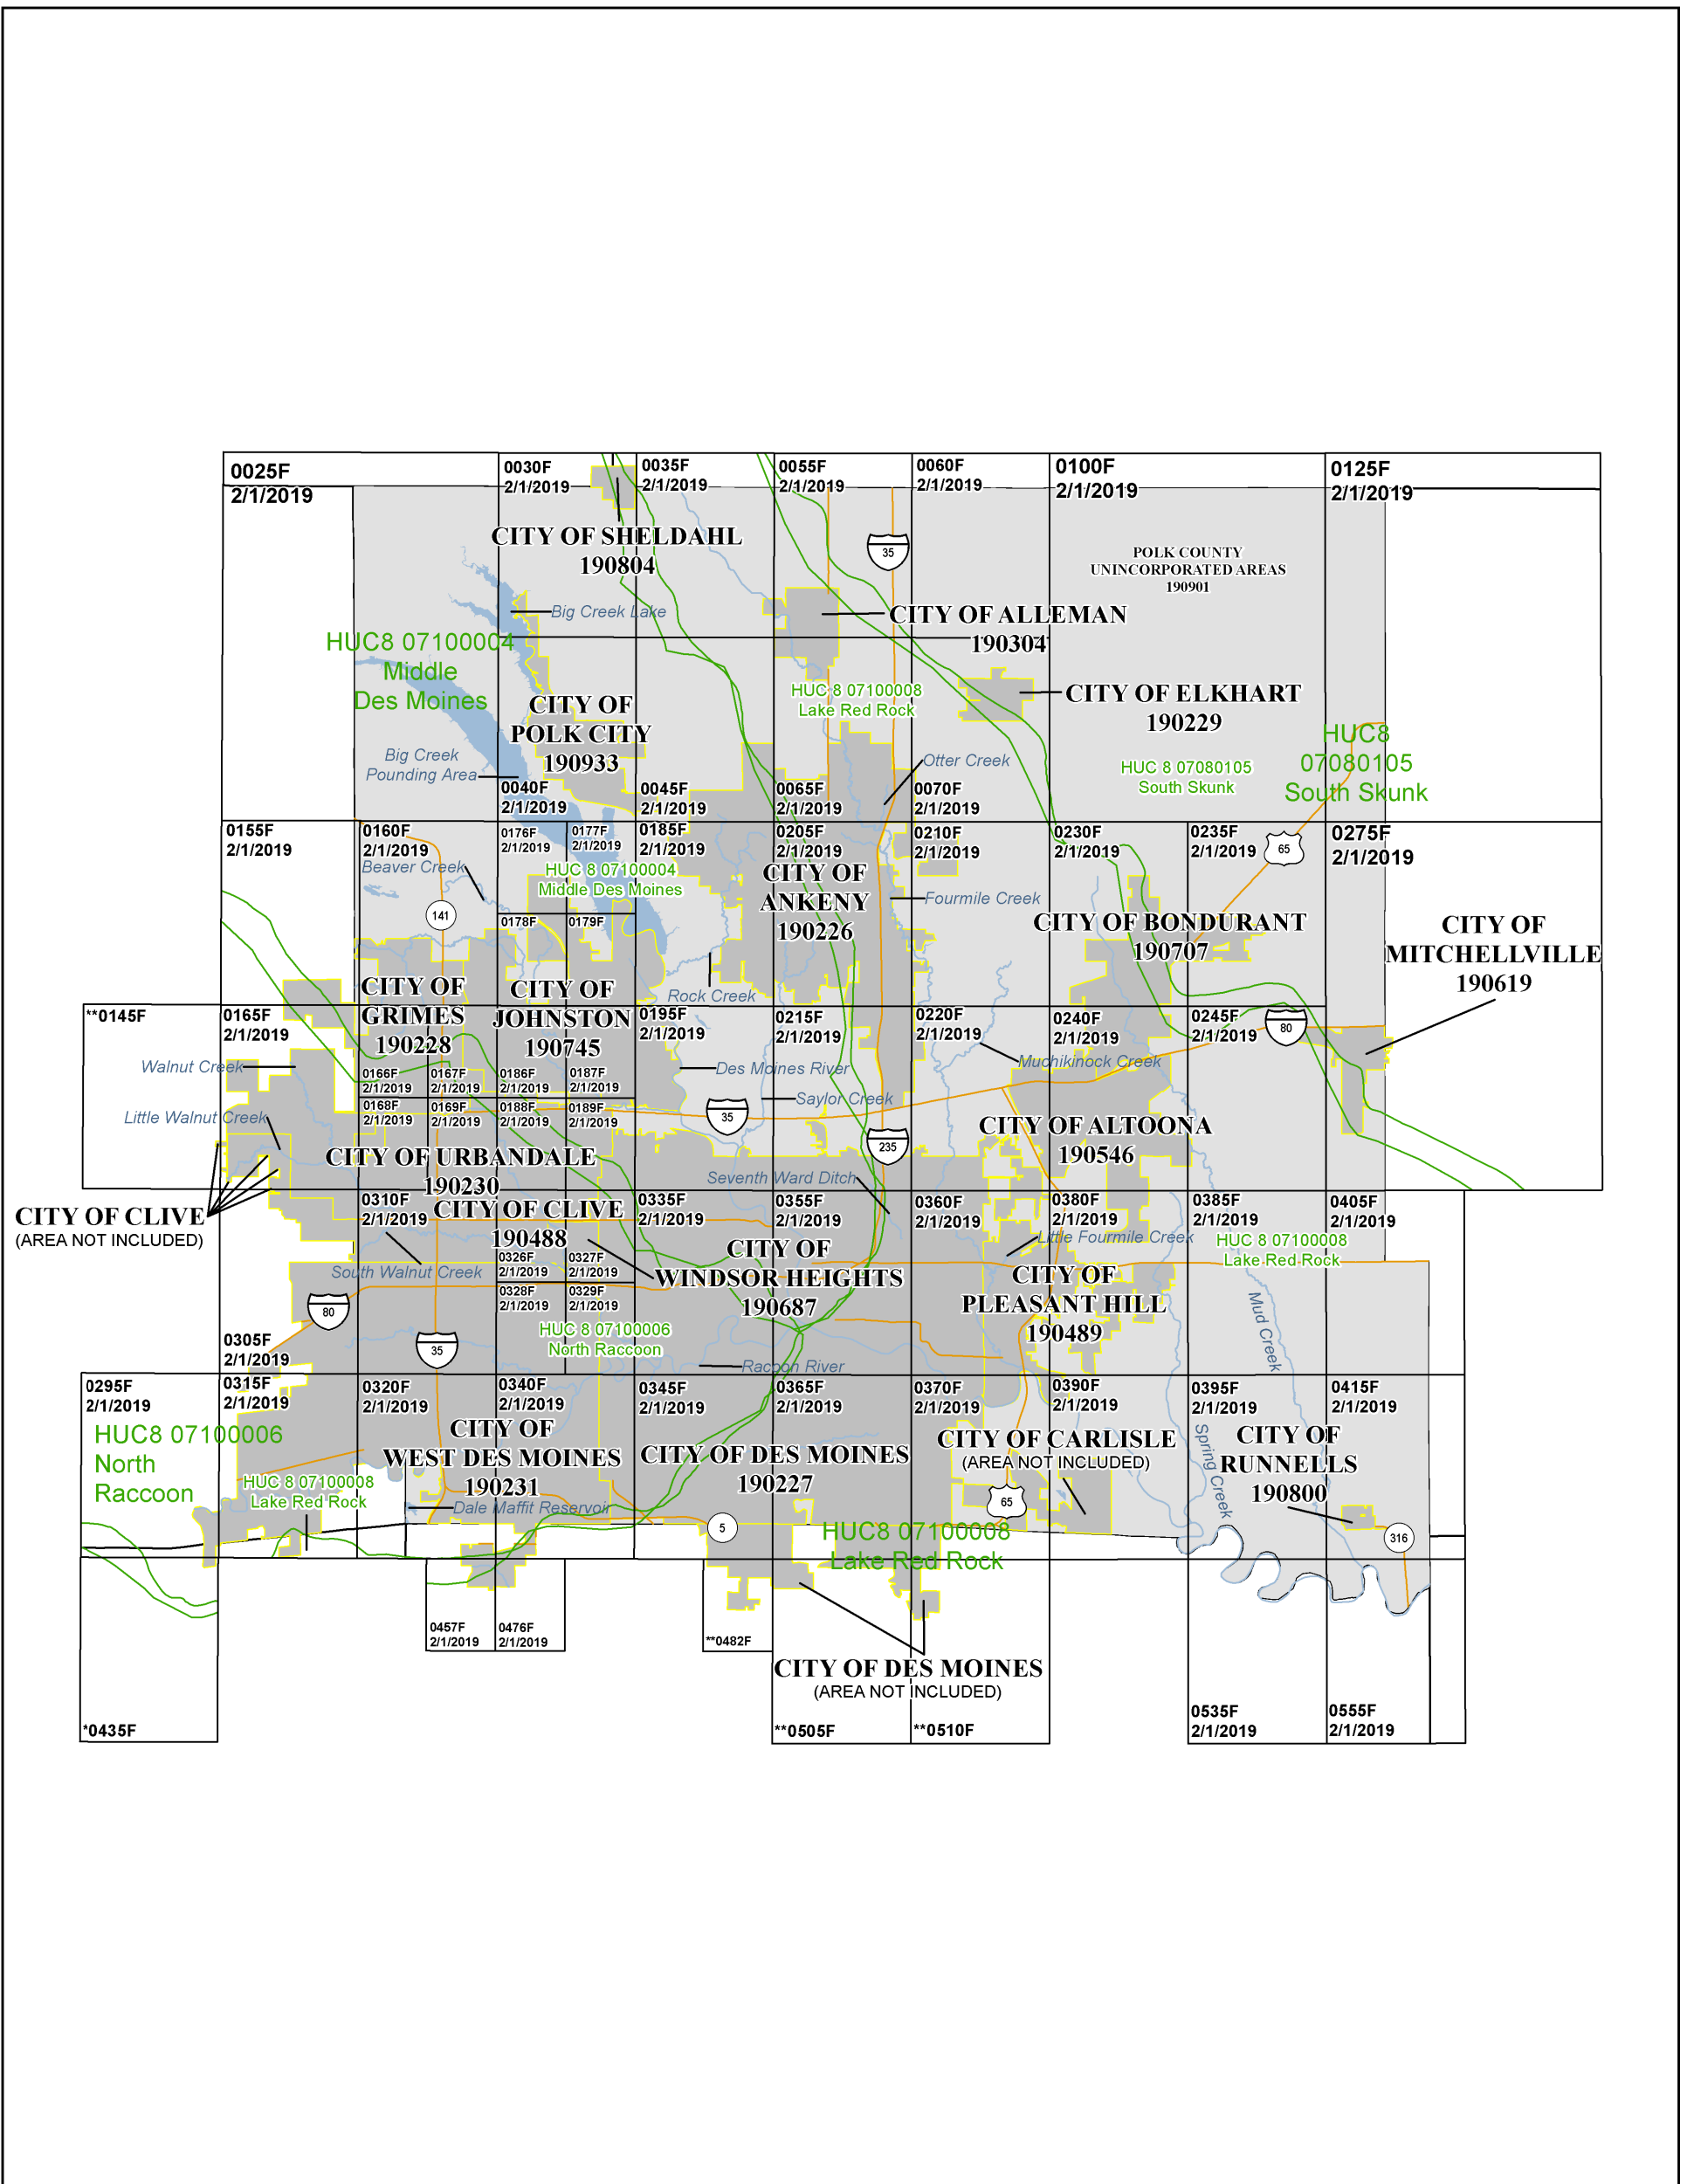 0025F
2/1/2019
0030F
2/1/2019
0035F
2/1/2019
0055F
2/1/2019
0060F
2/1/2019
0100F
2/1/2019
0125F
2/1/2019
CITY OF SHELDAHL
190804
35
POLK COUNTY
UNINCORPORATED AREAS
190901
Big Creek Lake
CITY OF ALLEMAN
190304
HUC8 07100004
Middle
Des Moines
HUC 8 07100008
Lake Red Rock
CITY OF ELKHART
190229
CITY OF
POLK CITY
190933
Big Creek
Pounding Area
Otter Creek
HUC 8 07080105
South Skunk
HUC8
07080105
South Skunk
0040F
2/1/2019
0045F
2/1/2019
0065F
2/1/2019
0070F
2/1/2019
0155F
2/1/2019
0160F
2/1/2019
0176F
2/1/2019
0177F
2/1/2019
0185F
2/1/2019
0205F
2/1/2019
0210F
2/1/2019
0230F
2/1/2019
0235F
2/1/2019
65
0275F
2/1/2019
Beaver Creek
HUC 8 07100004
Middle Des Moines
CITY OF
ANKENY
190226
Fourmile Creek
141
0178F
0179F
CITY OF BONDURANT
190707
CITY OF
MITCHELLVILLE
190619
CITY OF
GRIMES
190228
CITY OF
JOHNSTON
190745
Rock Creek
**0145F
0165F
2/1/2019
0195F
2/1/2019
0215F
2/1/2019
0220F
2/1/2019
0240F
2/1/2019
0245F
2/1/2019
80
Walnut Creek
0166F
2/1/2019
0167F
2/1/2019
0186F
2/1/2019
0187F
2/1/2019
Des Moines River
Muchikinock Creek
0168F
2/1/2019
0169F
2/1/2019
0188F
2/1/2019
0189F
2/1/2019
Saylor Creek
35
Little Walnut Creek
CITY OF ALTOONA
190546
235
CITY OF URBANDALE
190230
Seventh Ward Ditch
CITY OF CLIVE
(AREA NOT INCLUDED)
0310F
2/1/2019
CITY OF CLIVE
190488
0335F
2/1/2019
0355F
2/1/2019
0360F
2/1/2019
0380F
2/1/2019
0385F
2/1/2019
0405F
2/1/2019
Little Fourmile Creek
HUC 8 07100008
Lake Red Rock
South Walnut Creek
0326F
2/1/2019
0327F
2/1/2019
CITY OF
WINDSOR HEIGHTS
190687
CITY OF
PLEASANT HILL
190489
0328F
2/1/2019
0329F
2/1/2019
80
Mud Creek
HUC 8 07100006
North Raccoon
35
0305F
2/1/2019
Racoon River
0295F
2/1/2019
0315F
2/1/2019
0320F
2/1/2019
0340F
2/1/2019
0345F
2/1/2019
0365F
2/1/2019
0370F
2/1/2019
0390F
2/1/2019
0395F
2/1/2019
0415F
2/1/2019
HUC8 07100006
North
Raccoon
CITY OF
WEST DES MOINES
190231
CITY OF DES MOINES
190227
CITY OF CARLISLE
(AREA NOT INCLUDED)
Spring Creek
CITY OF
RUNNELLS
190800
HUC 8 07100008
Lake Red Rock
Dale Maffit Reservoir
65
5
HUC8 07100008
Lake Red Rock
316
0457F
2/1/2019
0476F
2/1/2019
**0482F
CITY OF DES MOINES
(AREA NOT INCLUDED)
*0435F
**0505F
**0510F
0535F
2/1/2019
0555F
2/1/2019